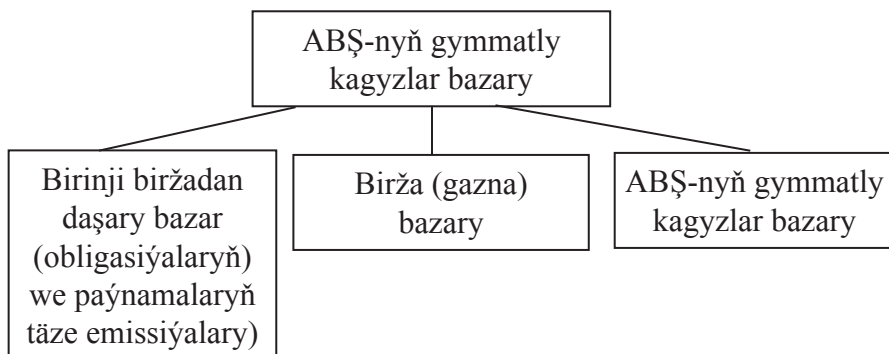 ABŞ-nyň gymmatly
kagyzlar bazary
Birinji biržadan
daşary bazar
(obligasiýalaryň)
we paýnamalaryň
täze emissiýalary)
Birža (gazna)
bazary
ABŞ-nyň gymmatly
kagyzlar bazary